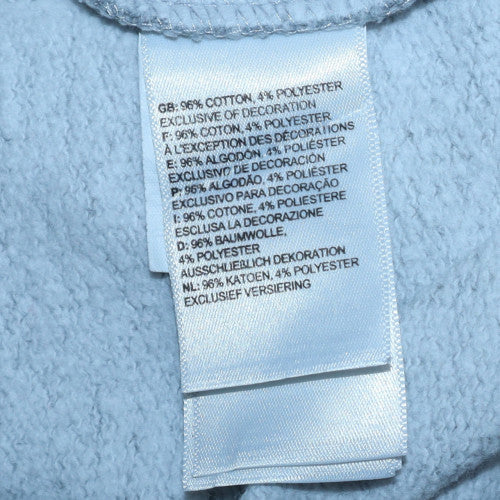 GB: 96% COTTON, 4% POLYESTER
EXCLUSIVE OF DECORATION
F: 96% COTON, 4% POLYESTER
À L'EXCEPTION DES DÉCORATIONS
E: 96% ALGODÓN, 4% POLIÉSTER
EXCLUSIVO DE DECORACIÓN
P: 96% ALGODÃO, 4% POLIÉSTER
EXCLUSIVO PARA DECORAÇÃO
I: 96% COTONE, 4% POLIESTERE
ESCLUSA LA DECORAZIONE
D: 96% BAUMWOLLE,
4% POLYESTER
AUSSCHLIEßLICH DEKORATION
NL: 96% KATOEN, 4% POLYESTER
EXCLUSIEF VERSIERING